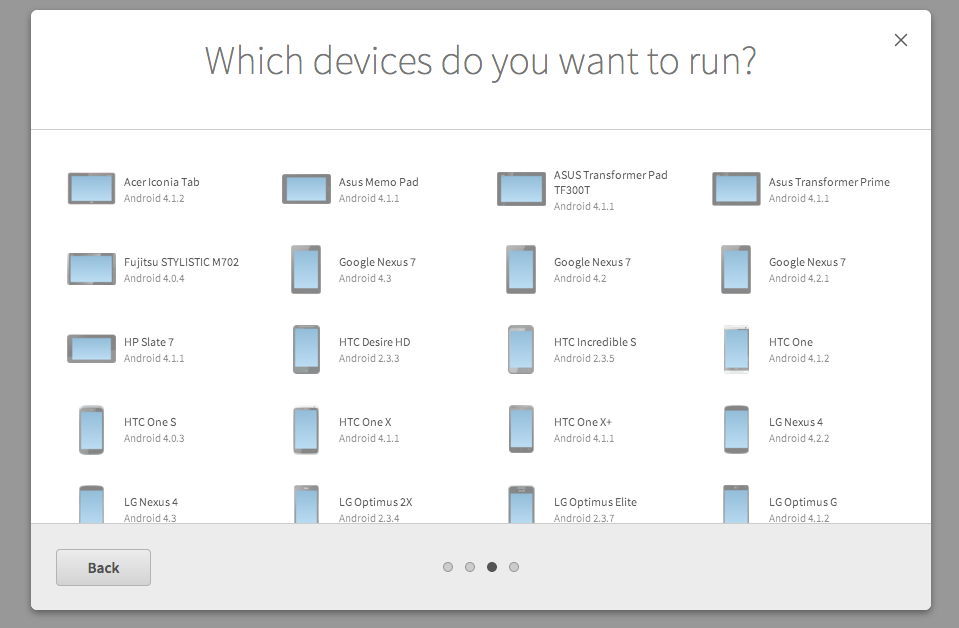 Which devices do you want to run?
Acer Iconia Tab
Android 4.1.2
Asus Memo Pad
Android 4.1.1
ASUS Transformer Pad
TF300T
Android 4.1.1
Asus Transformer Prime
Android 4.1.1
Fujitsu STYLISTIC M702
Android 4.0.4
Google Nexus 7
Android 4.3
Google Nexus 7
Android 4.2
Google Nexus 7
Android 4.2.1
HP Slate 7
Android 4.1.1
HTC Desire HD
Android 2.3.3
HTC Incredible S
Android 2.3.5
HTC One
Android 4.1.2
HTC One S
Android 4.0.3
HTC One X
Android 4.1.1
HTC One X+
Android 4.1.1
LG Nexus 4
Android 4.2.2
LG Nexus 4
Android 4.3
LG Optimus 2X
Android 2.3.4
LG Optimus Elite
Android 2.3.7
LG Optimus G
Android 4.1.2
Back